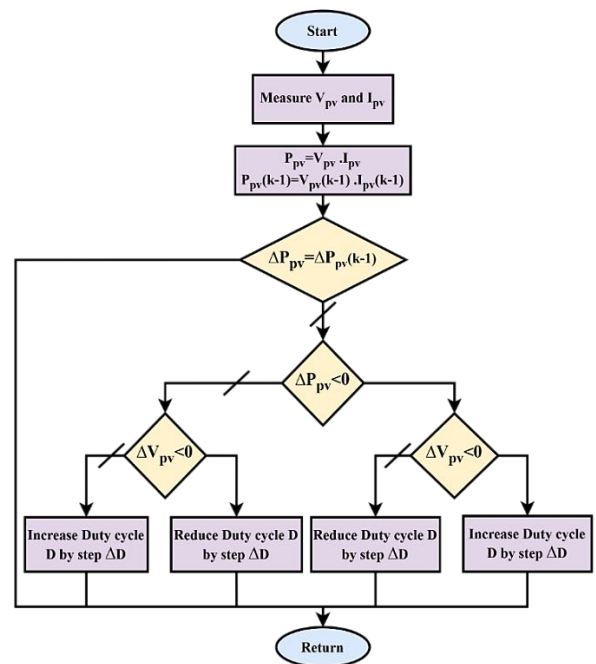 Start
Measure Vpv and Ipv
Ppv=Vpv .Ipv
Ppv(k-1)=Vpv(k-1) .Ipv(k-1)
ΔPpv=ΔPpv(k-1)
ΔPpv<0
ΔVpv<0
ΔVpv<0
Increase Duty cycle
D by step ΔD
Reduce Duty cycle D
by step ΔD
Reduce Duty cycle D
by step ΔD
Increase Duty cycle
D by step ΔD
Return